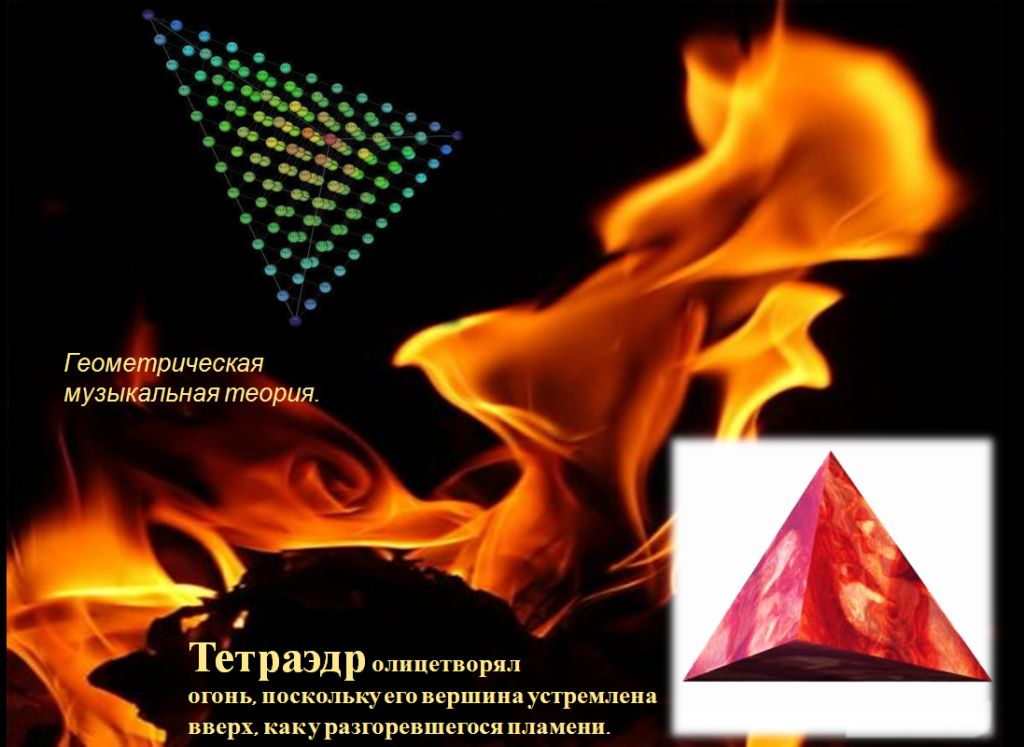 Геометрическая
музыкальная теория.
Тетраэдр олицетворял
огонь, поскольку его вершина устремлена
вверх, как у разгоревшегося пламени.